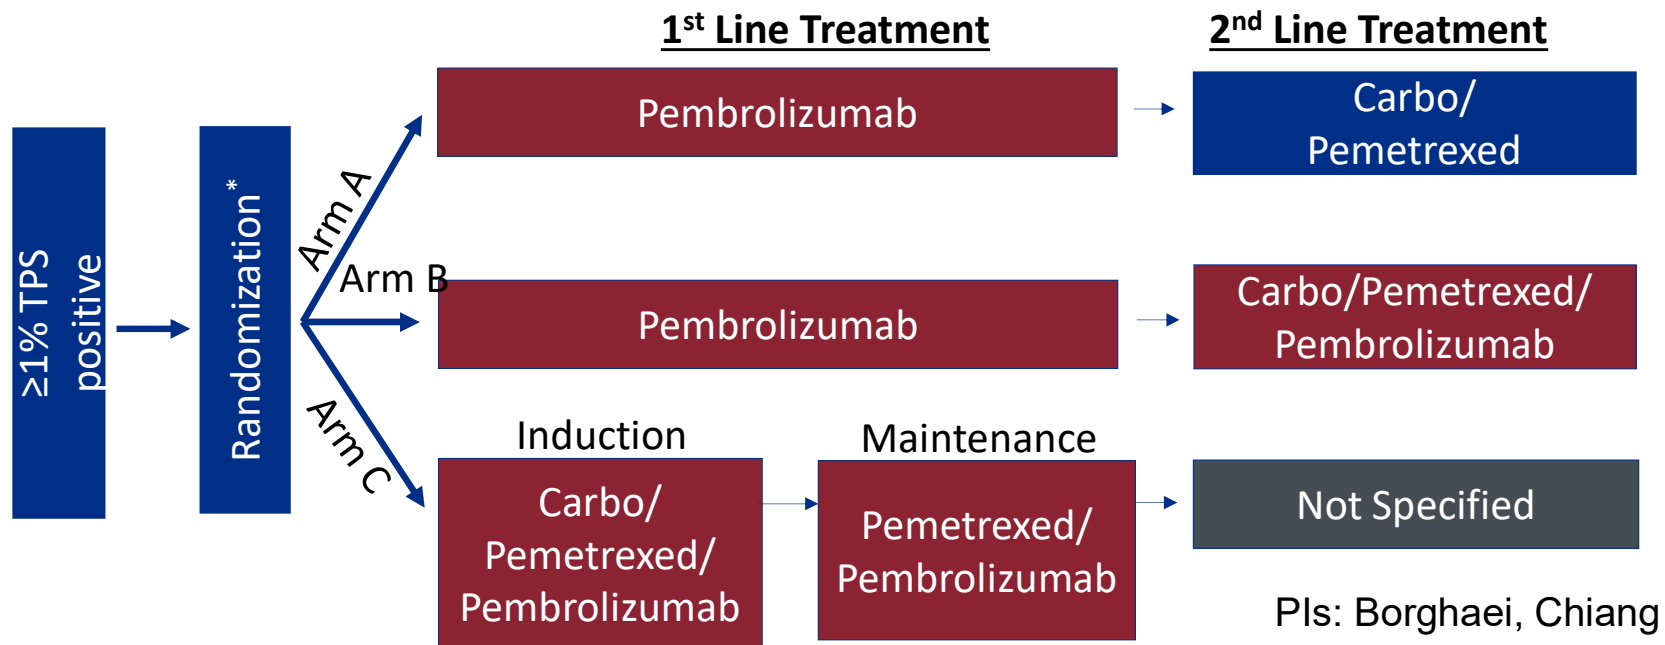 1st Line Treatment
2nd Line Treatment
≥1% TPS
positive
Randomization*
Arm A
Pembrolizumab
Carbo/
Pemetrexed
Arm B
Pembrolizumab
Carbo/Pemetrexed/
Pembrolizumab
Arm C
Induction
Carbo/
Pemetrexed/
Pembrolizumab
Maintenance
Pemetrexed/
Pembrolizumab
Not Specified
PIs: Borghaei, Chiang